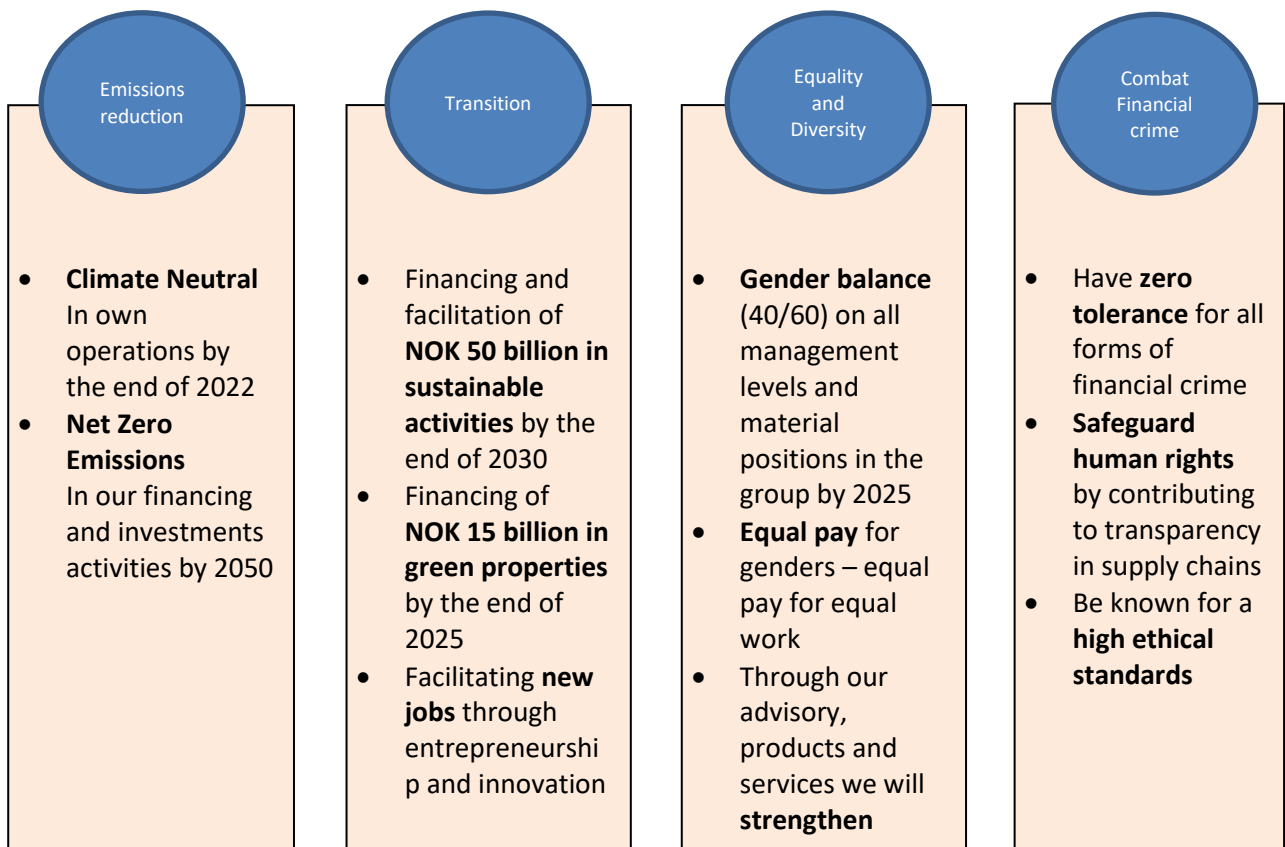 Emissions
reduction
• Climate Neutral
In own
operations by
the end of 2022
• Net Zero
Emissions
In our financing
and investments
activities by 2050
Transition
• Financing and
facilitation of
NOK 50 billion in
sustainable
activities by the
end of 2030
• Financing of
NOK 15 billion in
green properties
by the end of
2025
• Facilitating new
jobs through
entrepreneurshi
p and innovation
Equality
and
Diversity
• Gender balance
(40/60) on all
management
levels and
material
positions in the
group by 2025
• Equal pay for
genders – equal
pay for equal
work
• Through our
advisory,
products and
services we will
strengthen
Combat
Financial
crime
• Have zero
tolerance for all
forms of
financial crime
• Safeguard
human rights
by contributing
to transparency
in supply chains
• Be known for a
high ethical
standards